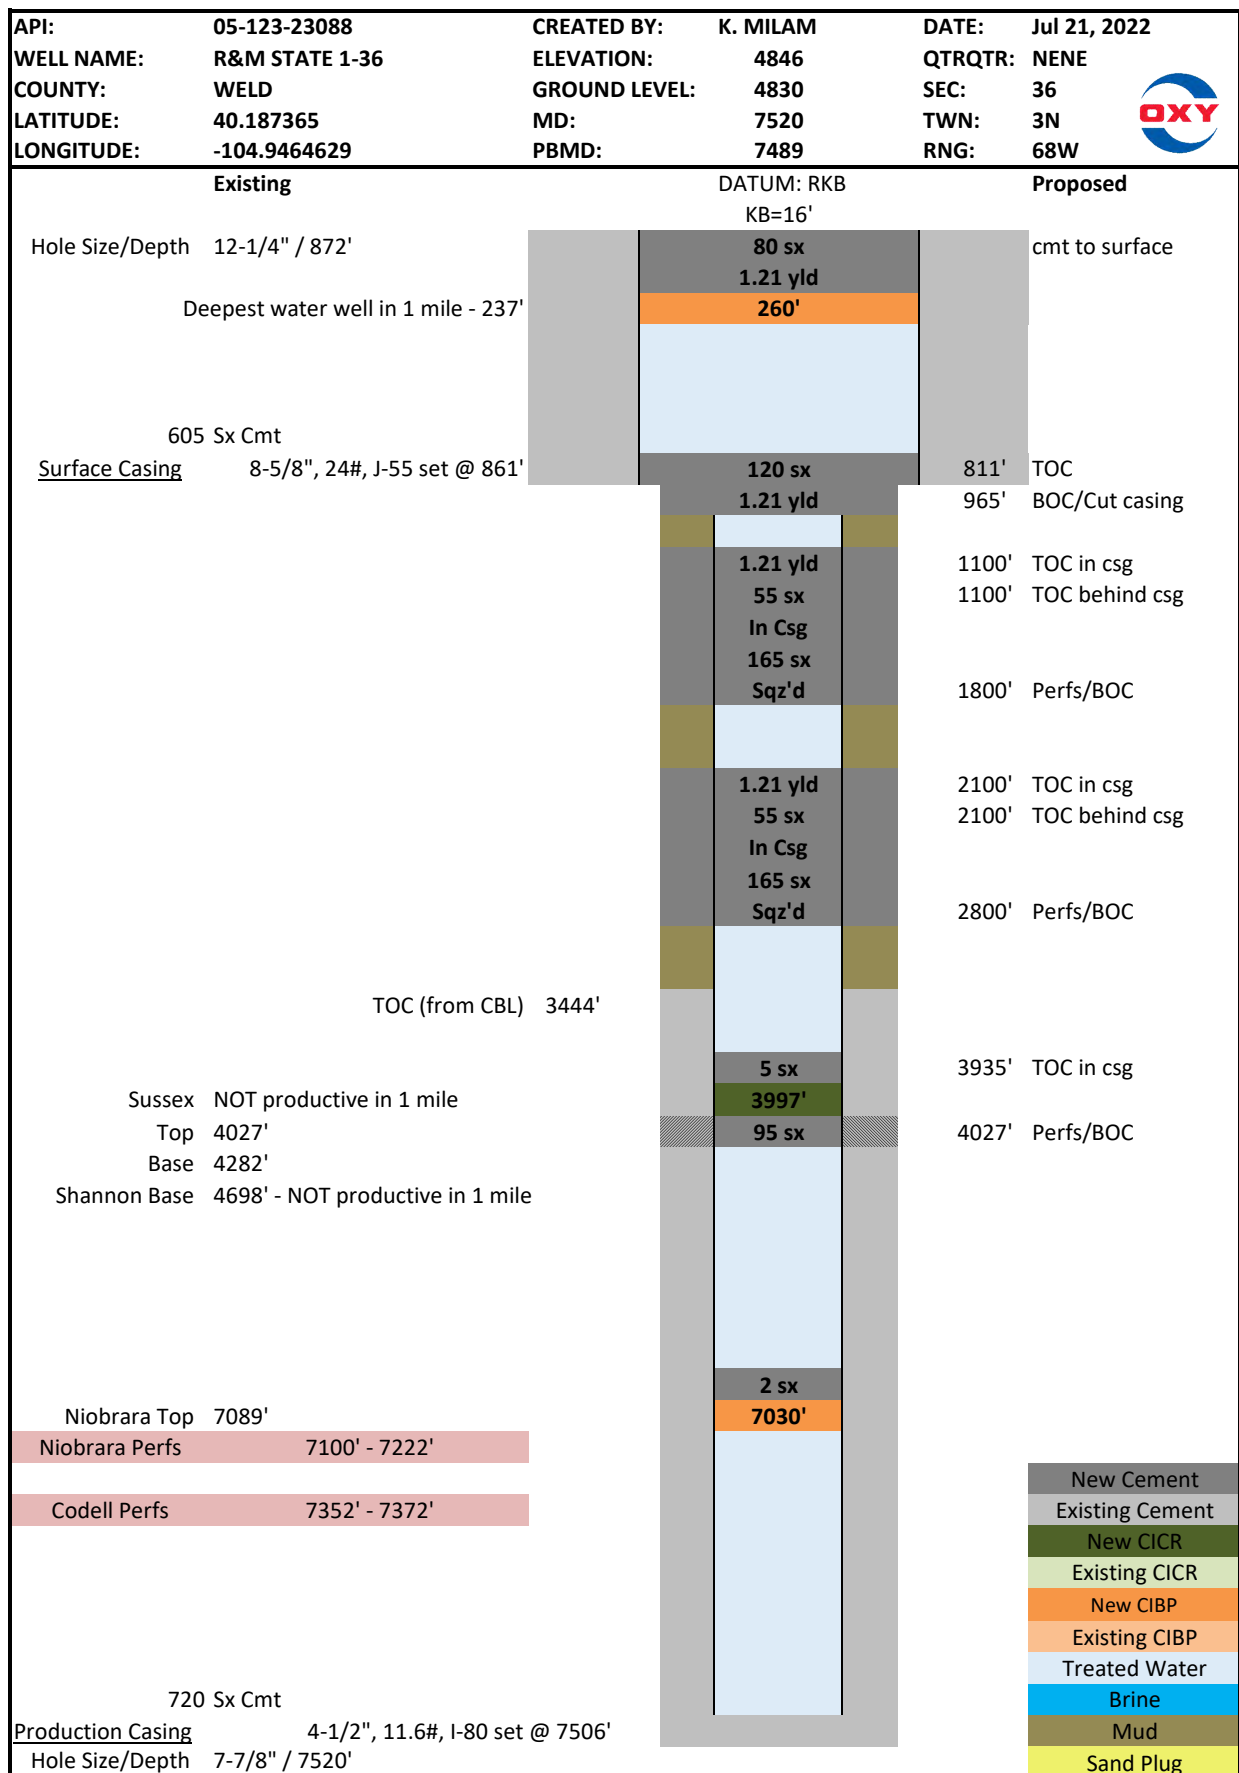 API: 05-123-23088 CREATED BY: K. MILAM DATE: Jul 21, 2022
WELL NAME: R&M STATE 1-36 ELEVATION: 4846 QTRQTR: NENE
COUNTY: WELD GROUND LEVEL: 4830 SEC: 36
LATITUDE: 40.187365 MD: 7520 TWN: 3N
LONGITUDE: -104.9464629 PBMD: 7489 RNG: 68W
OXY
Existing DATUM: RKB Proposed
KB=16'
Hole Size/Depth 12-1/4" / 872' 80 sx cmt to surface
1.21 yld
Deepest water well in 1 mile - 237' 260'
605 Sx Cmt
Surface Casing 8-5/8", 24#, J-55 set @ 861' 120 sx 811' TOC
1.21 yld 965' BOC/Cut casing
1.21 yld 1100' TOC in csg
55 sx 1100' TOC behind csg
In Csg
165 sx
Sqz'd 1800' Perfs/BOC
1.21 yld 2100' TOC in csg
55 sx 2100' TOC behind csg
In Csg
165 sx
Sqz'd 2800' Perfs/BOC
TOC (from CBL) 3444'
5 sx 3935' TOC in csg
Sussex NOT productive in 1 mile 3997'
Top 4027' 95 sx 4027' Perfs/BOC
Base 4282'
Shannon Base 4698' - NOT productive in 1 mile
2 sx
Niobrara Top 7089' 7030'
Niobrara Perfs 7100' - 7222'
New Cement
Codell Perfs 7352' - 7372' Existing Cement
New CICR
Existing CICR
New CIBP
Existing CIBP
Treated Water
720 Sx Cmt Brine
Production Casing 4-1/2", 11.6#, I-80 set @ 7506' Mud
Hole Size/Depth 7-7/8" / 7520' Sand Plug